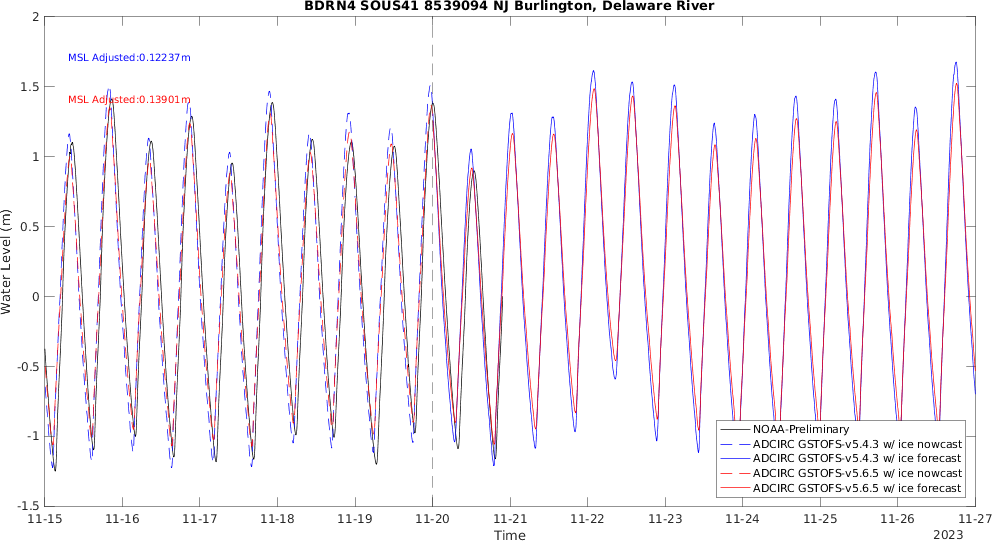 BDRN4 SOUS41 8539094 NJ Burlington, Delaware River
2
MSL Adjusted:0.12237m
1.5
MSL Adjusted:0.13901m
1
0.5
Water Level (m)
0
-0.5
NOAA-Preliminary
-1
ADCIRC GSTOFS-v5.4.3 w/ ice nowcast
ADCIRC GSTOFS-v5.4.3 w/ ice forecast
ADCIRC GSTOFS-v5.6.5 w/ ice nowcast
ADCIRC GSTOFS-v5.6.5 w/ ice forecast
-1.5
11-15 11-16 11-17 11-18 11-19 11-20 11-21 11-22 11-23 11-24 11-25 11-26 11-27
Time
2023